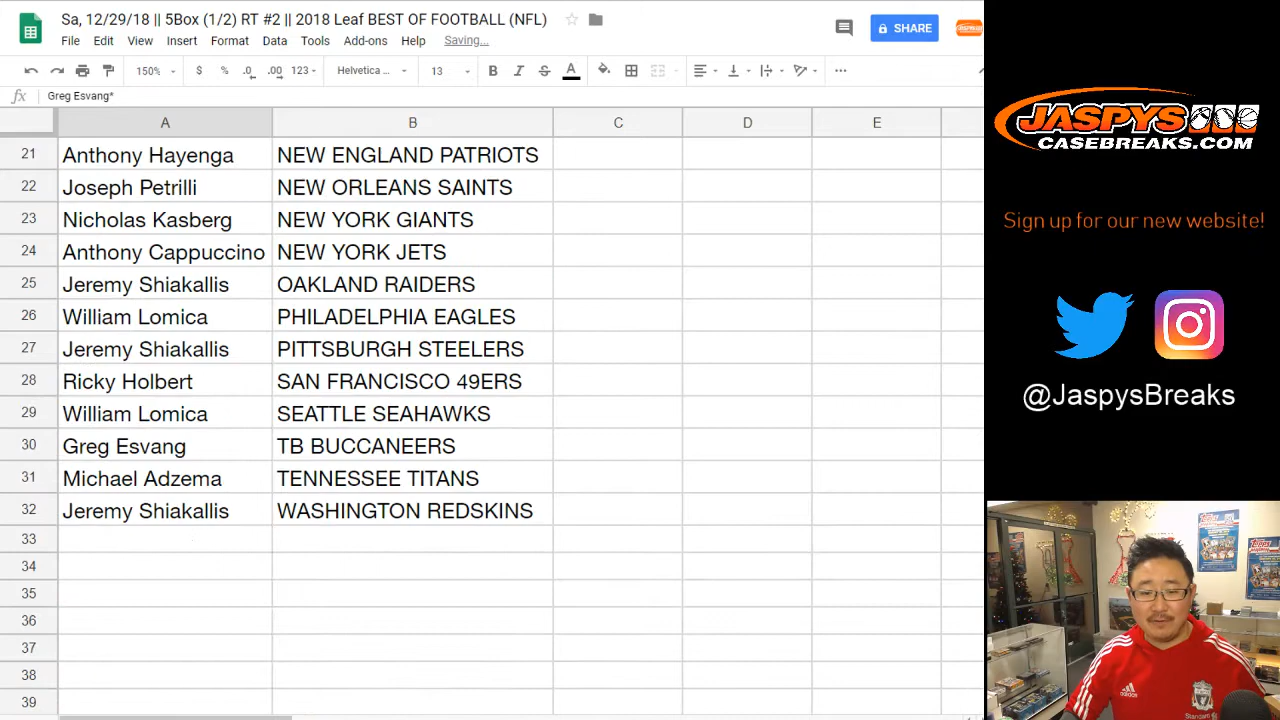 Sa, 12/29/18 || 5Box (1/2) RT #2 || 2018 Leaf BEST OF FOOTBALL (NFL)
File Edit View Insert Format Data Tools Add-ons Help Saving...
SHARE
150% $ % .0 .00 123 Helvetica ... 13 B I S A
fx Greg Esvang*
A B C D E
21 Anthony Hayenga NEW ENGLAND PATRIOTS
22 Joseph Petrilli NEW ORLEANS SAINTS
23 Nicholas Kasberg NEW YORK GIANTS
24 Anthony Cappuccino NEW YORK JETS
25 Jeremy Shiakallis OAKLAND RAIDERS
26 William Lomica PHILADELPHIA EAGLES
27 Jeremy Shiakallis PITTSBURGH STEELERS
28 Ricky Holbert SAN FRANCISCO 49ERS
29 William Lomica SEATTLE SEAHAWKS
30 Greg Esvang TB BUCCANEERS
31 Michael Adzema TENNESSEE TITANS
32 Jeremy Shiakallis WASHINGTON REDSKINS
33
34
35
36
37
38
39
JASPYS
CASEBREAKS.COM
Sign up for our new website!
@JaspysBreaks
adidas
Standard